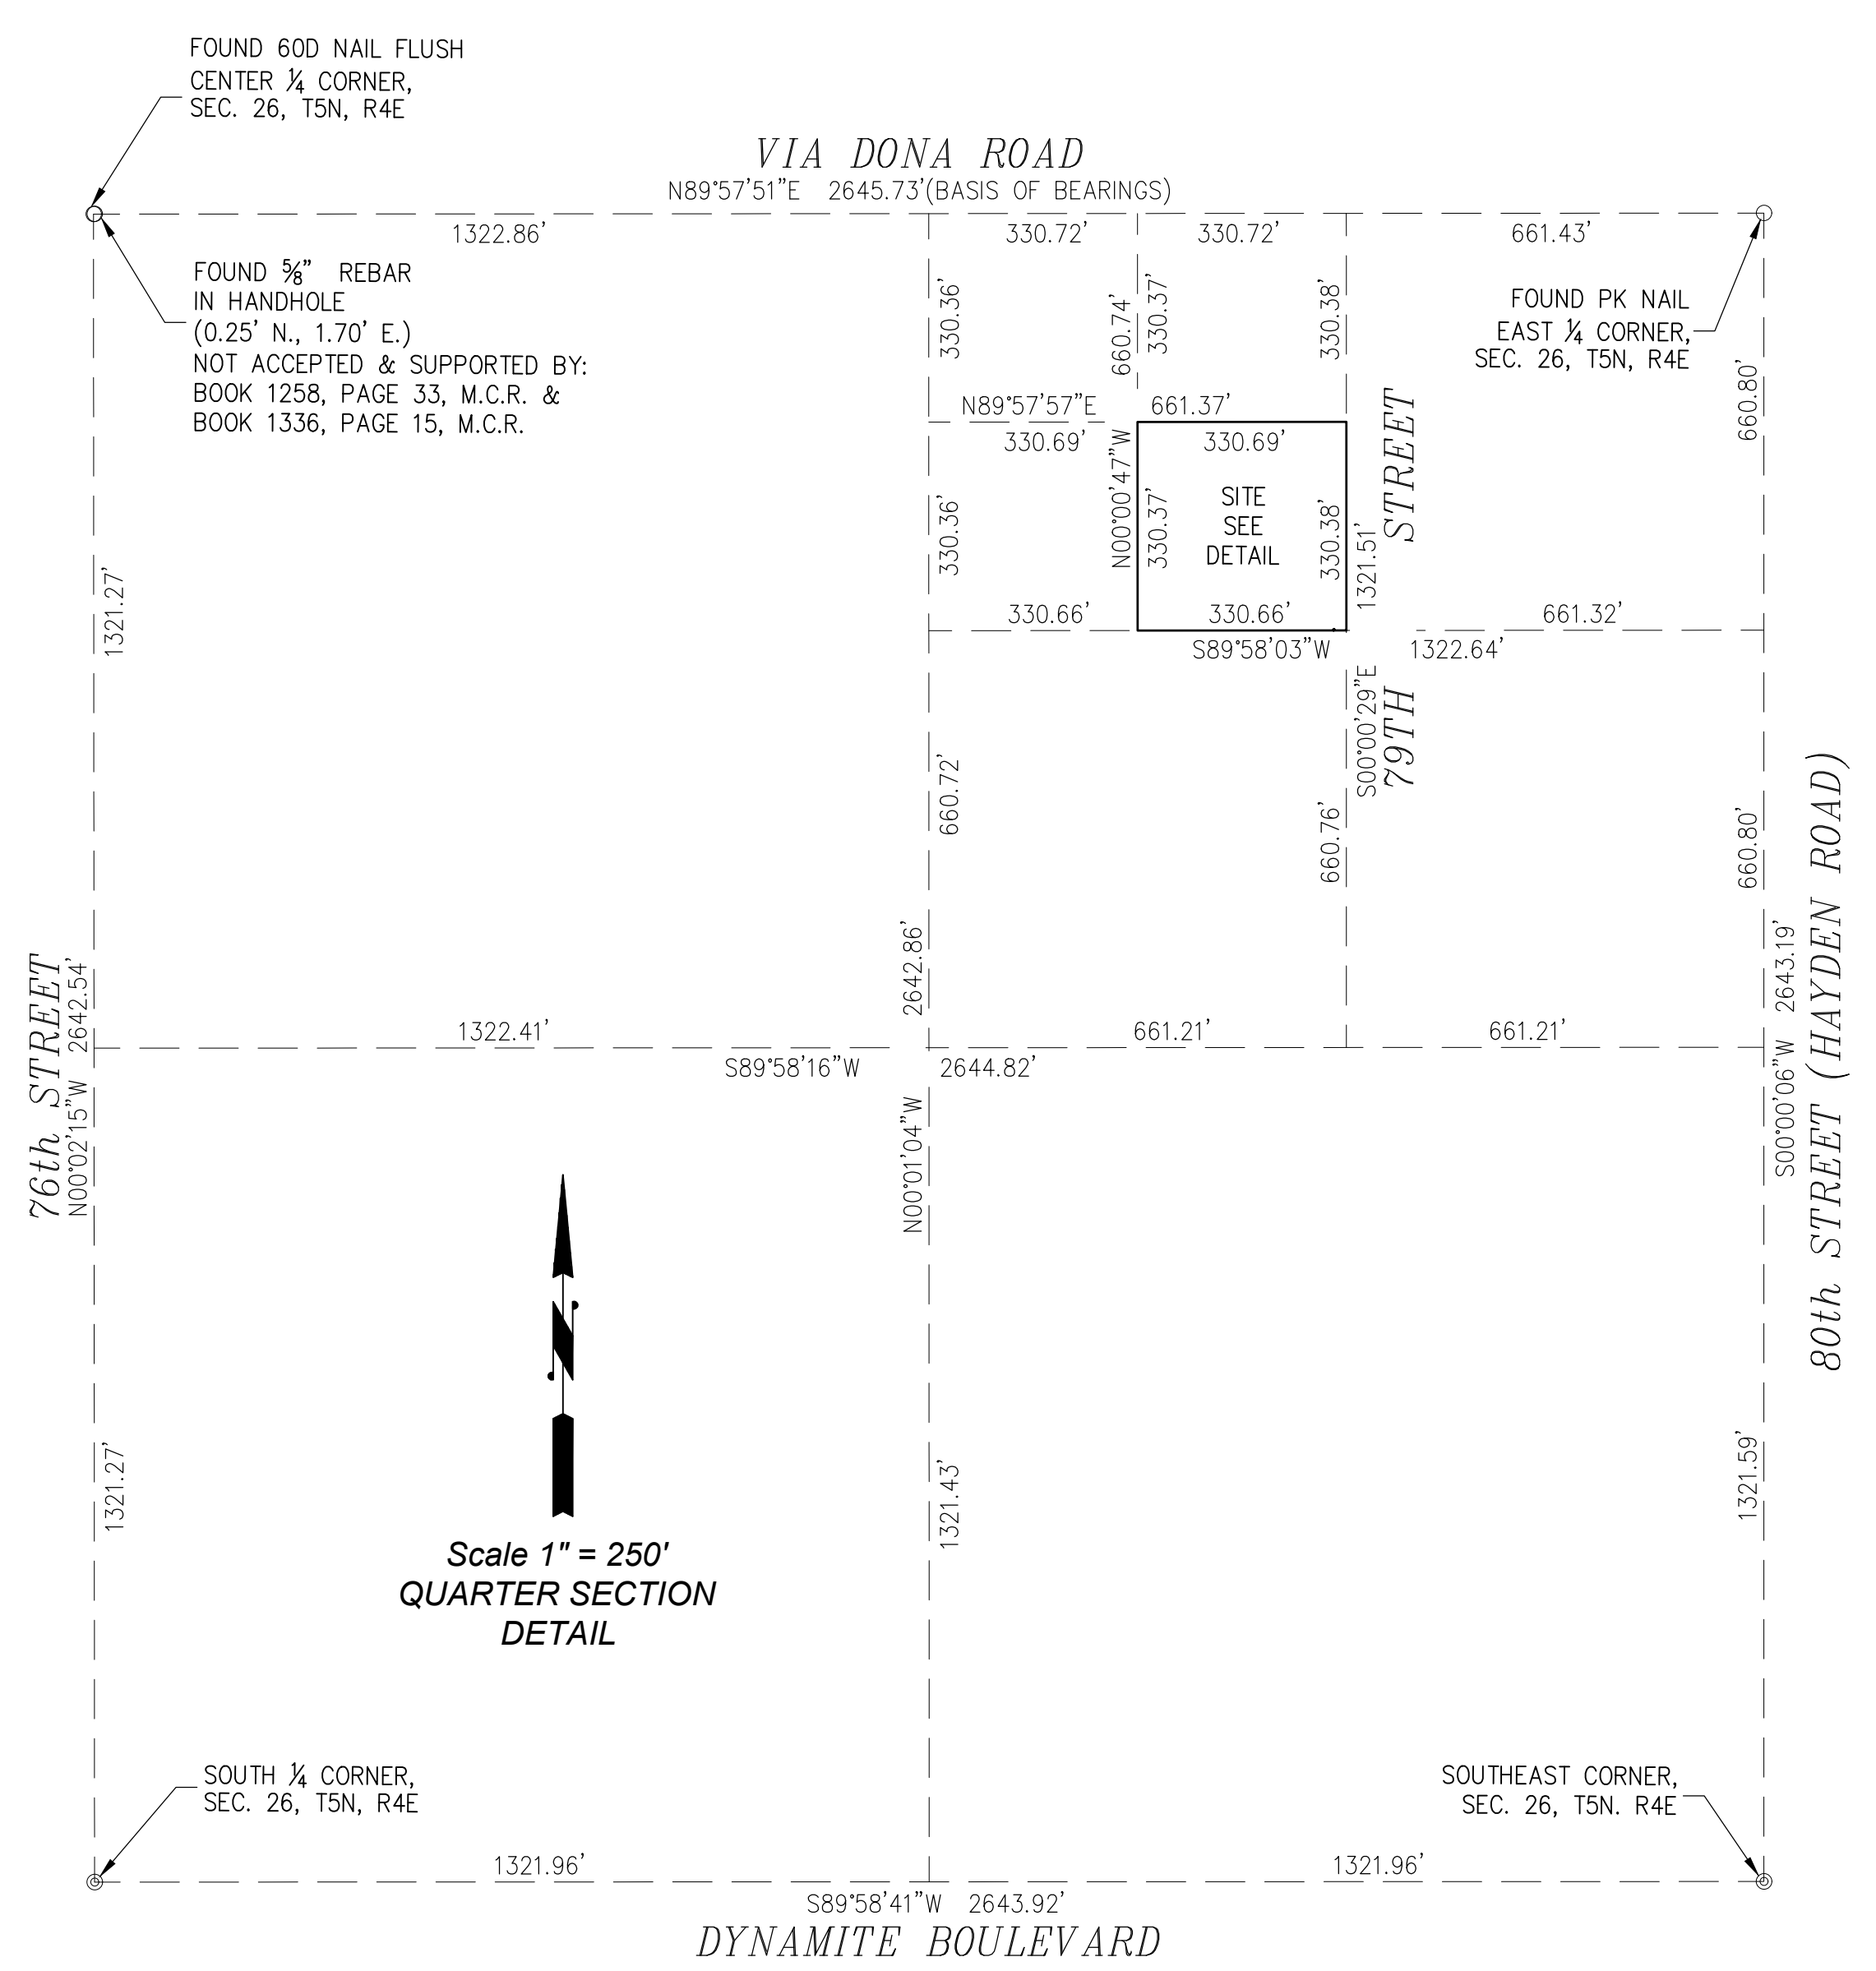 FOUND 60D NAIL FLUSH
CENTER ¼ CORNER,
SEC. 26, T5N, R4E
VIA DONA ROAD
N89°57'51"E 2645.73'(BASIS OF BEARINGS)
1322.86'
330.72'
330.72'
661.43'
FOUND ⅝" REBAR
IN HANDHOLE
(0.25' N., 1.70' E.)
NOT ACCEPTED & SUPPORTED BY:
BOOK 1258, PAGE 33, M.C.R. &
BOOK 1336, PAGE 15, M.C.R.
330.36'
660.74'
330.37'
330.38'
FOUND PK NAIL
EAST ¼ CORNER,
SEC. 26, T5N, R4E
660.80'
N89°57'57"E 661.37'
330.69'
330.69'
N00°00'47"W
330.36'
330.37'
SITE
SEE
DETAIL
330.38'
1321.51'
79TH STREET
1321.27'
330.66'
330.66'
661.32'
S89°58'03"W 1322.64'
S00°00'29"E
660.72'
660.76'
660.80'
76th STREET
N00°02'15"W 2642.54'
2642.86'
N00°01'04"W
S00°00'06"W 2643.19'
80th STREET (HAYDEN ROAD)
1322.41'
661.21'
661.21'
S89°58'16"W 2644.82'
N
1321.27'
1321.43'
1321.59'
Scale 1" = 250'
QUARTER SECTION
DETAIL
SOUTH ¼ CORNER,
SEC. 26, T5N, R4E
SOUTHEAST CORNER,
SEC. 26, T5N. R4E
1321.96'
1321.96'
S89°58'41"W 2643.92'
DYNAMITE BOULEVARD